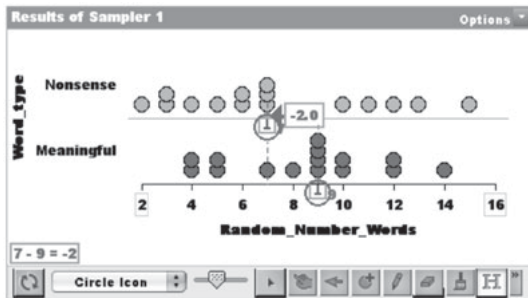 Results of Sampler 1
Options
Word_type
Nonsense
-2.0
Meaningful
2 4 6 8 10 12 14 16
Random_Number_Words
7 - 9 = -2
Circle Icon
H
»